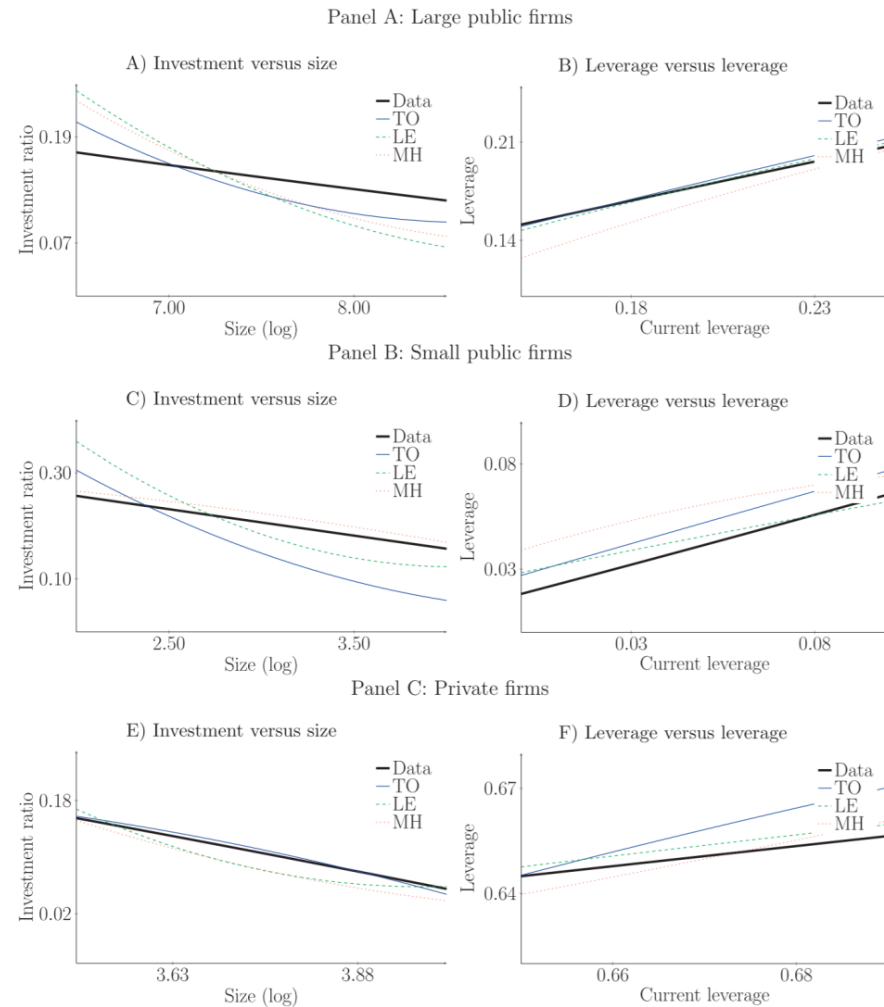 Panel A: Large public firms
A) Investment versus size
Investment ratio
0.19
0.07
Data
TO
LE
MH
7.00
8.00
Size (log)
B) Leverage versus leverage
Leverage
0.21
0.14
Data
TO
LE
MH
0.18
0.23
Current leverage
Panel B: Small public firms
C) Investment versus size
Investment ratio
0.30
0.10
Data
TO
LE
MH
2.50
3.50
Size (log)
D) Leverage versus leverage
Leverage
0.08
0.03
Data
TO
LE
MH
0.03
0.08
Current leverage
Panel C: Private firms
E) Investment versus size
Investment ratio
0.18
0.02
Data
TO
LE
MH
3.63
3.88
Size (log)
F) Leverage versus leverage
Leverage
0.67
0.64
Data
TO
LE
MH
0.66
0.68
Current leverage